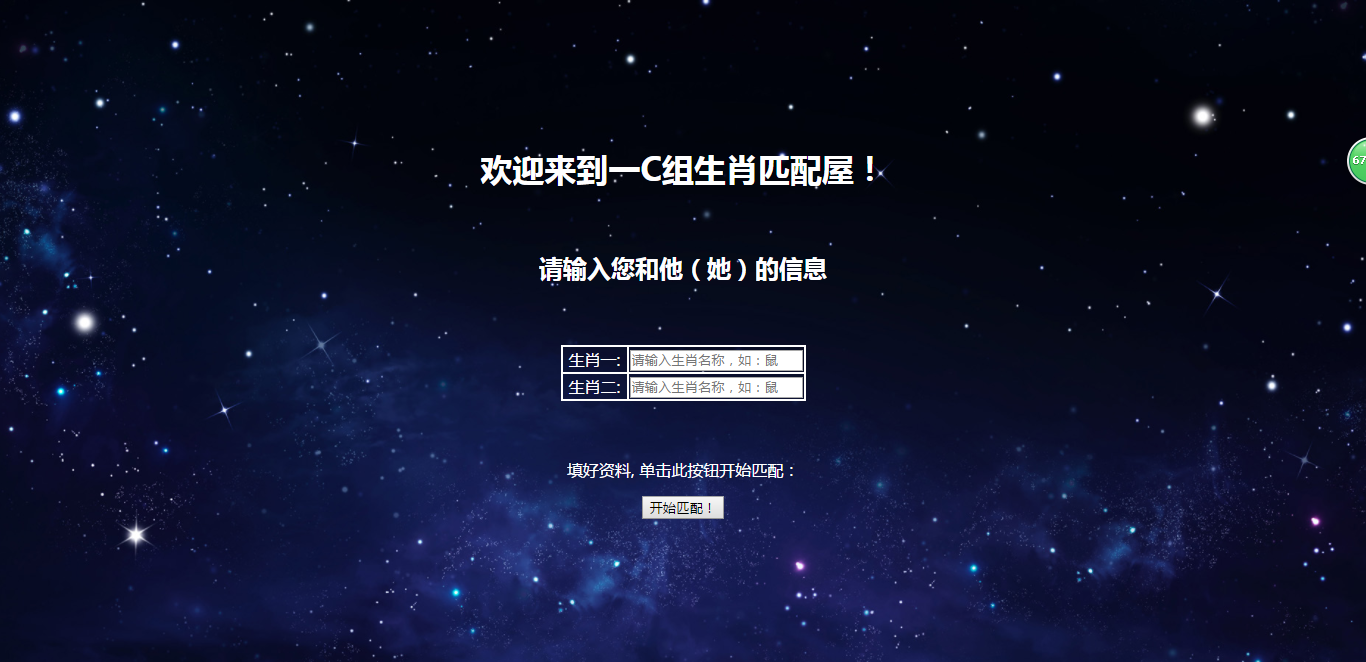 欢迎来到一C组生肖匹配屋！
67
请输入您和他（她）的信息
生肖一: 请输入生肖名称，如：鼠
生肖二: 请输入生肖名称，如：鼠
填好资料, 单击此按钮开始匹配：
开始匹配！